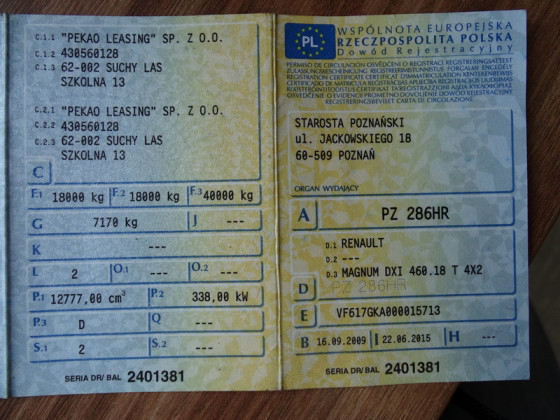 C.1.1 "PEKAO LEASING" SP. Z O.O.
C.1.2 430560128
C.1.3 62-002 SUCHY LAS
SZKOLNA 13
C.2.1 "PEKAO LEASING" SP. Z O.O.
C.2.2 430560128
C.2.3 62-002 SUCHY LAS
SZKOLNA 13
C
F.1 18000 kg F.2 18000 kg F.3 40000 kg
G 7170 kg J ---
K ---
L 2 O.1 --- O.2 ---
P.1 12777,00 cm³ P.2 338,00 kW
P.3 D Q ---
S.1 2 S.2 ---
SERIA DR/BAL 2401381
PL
WSPÓLNOTA EUROPEJSKA
RZECZPOSPOLITA POLSKA
Dowód Rejestracyjny
STAROSTA POZNAŃSKI
ul. JACKOWSKIEGO 18
60-509 POZNAŃ
ORGAN WYDAJĄCY
A PZ 286HR
D.1 RENAULT
D.2 ---
D.3 MAGNUM DXI 460.18 T 4X2
D PZ 286HR
E VF617GKA000015713
B 16.09.2009 I 22.06.2015 H ---
SERIA DR/BAL 2401381